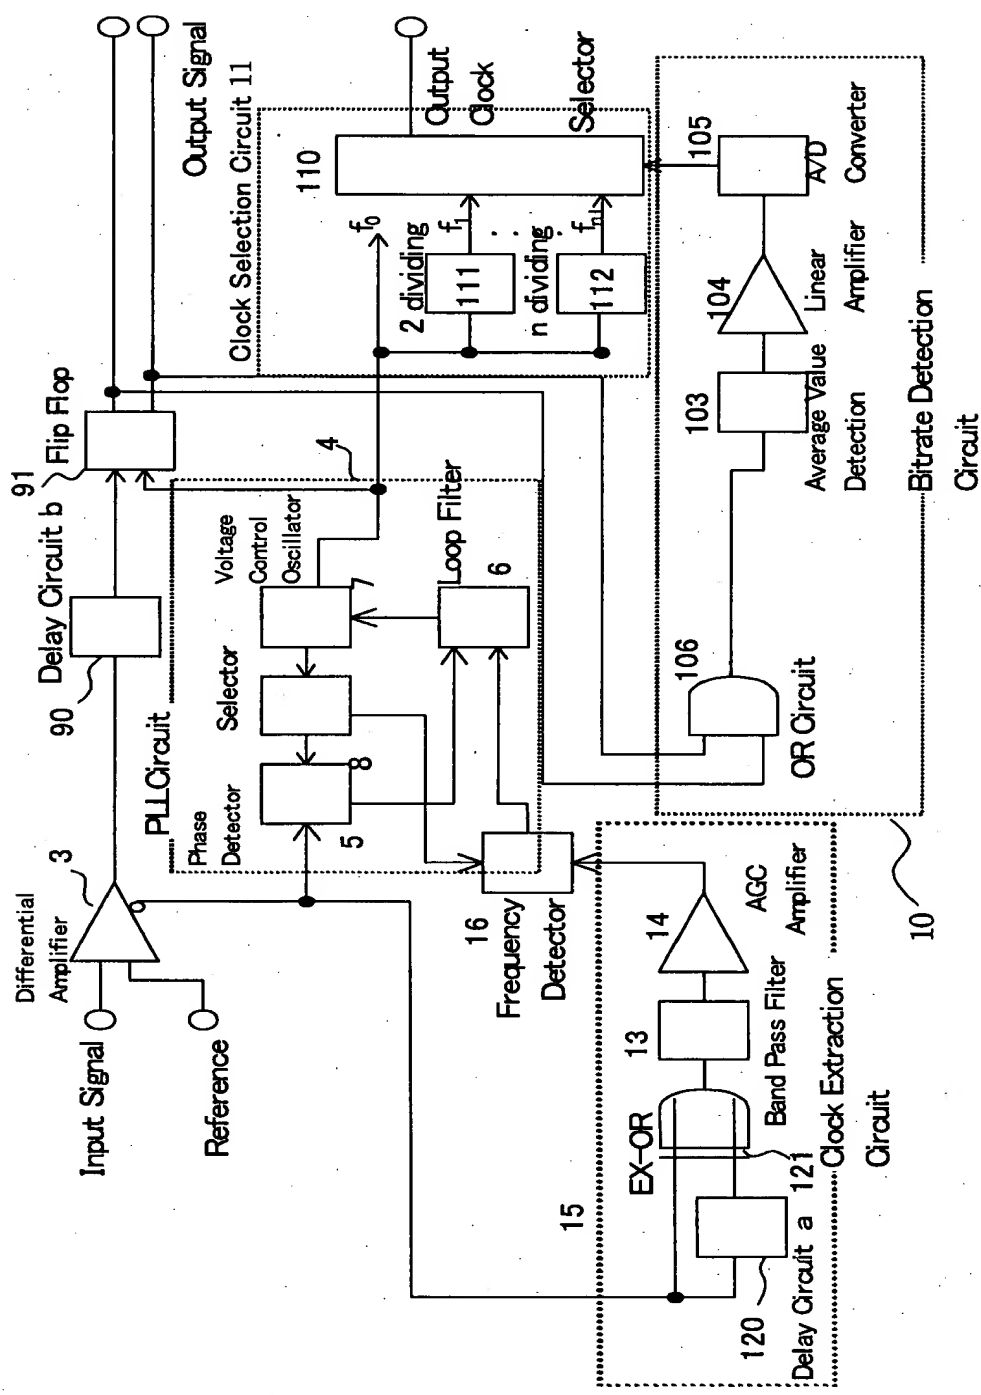 Input Signal
Reference
Differential
Amplifier
3
90
Delay Circuit b
91
Flip Flop
Output Signal
PLLCircuit
Phase
Detector
5
8
Selector
Voltage
Control
Oscillator
7
Loop Filter
6
4
Clock Selection Circuit 11
110
f0
2 dividing
111
f1
. . . .
n dividing
112
fn
Selector
Output
Clock
16
Frequency
Detector
15
EX-OR
121
120
Delay Circuit a
13
Band Pass Filter
14
AGC
Amplifier
Clock Extraction
Circuit
10
106
OR Circuit
103
Average Value
Detection
104
Linear
Amplifier
105
A/D
Converter
Bitrate Detection
Circuit